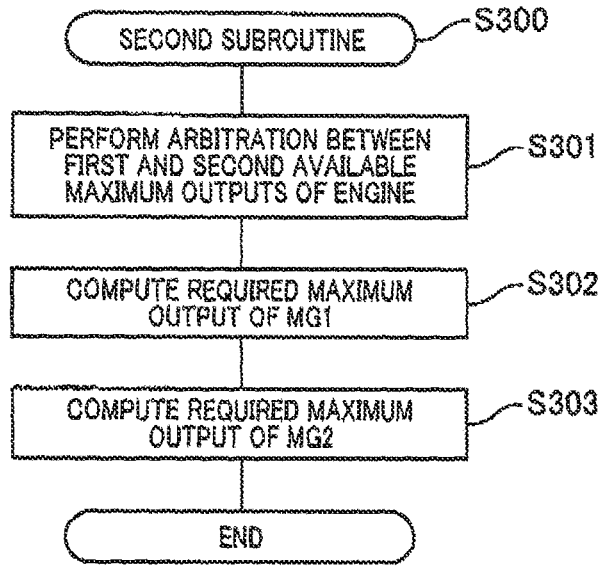 SECOND SUBROUTINE
S300
PERFORM ARBITRATION BETWEEN
FIRST AND SECOND AVAILABLE
MAXIMUM OUTPUTS OF ENGINE
S301
COMPUTE REQUIRED MAXIMUM
OUTPUT OF MG1
S302
COMPUTE REQUIRED MAXIMUM
OUTPUT OF MG2
S303
END